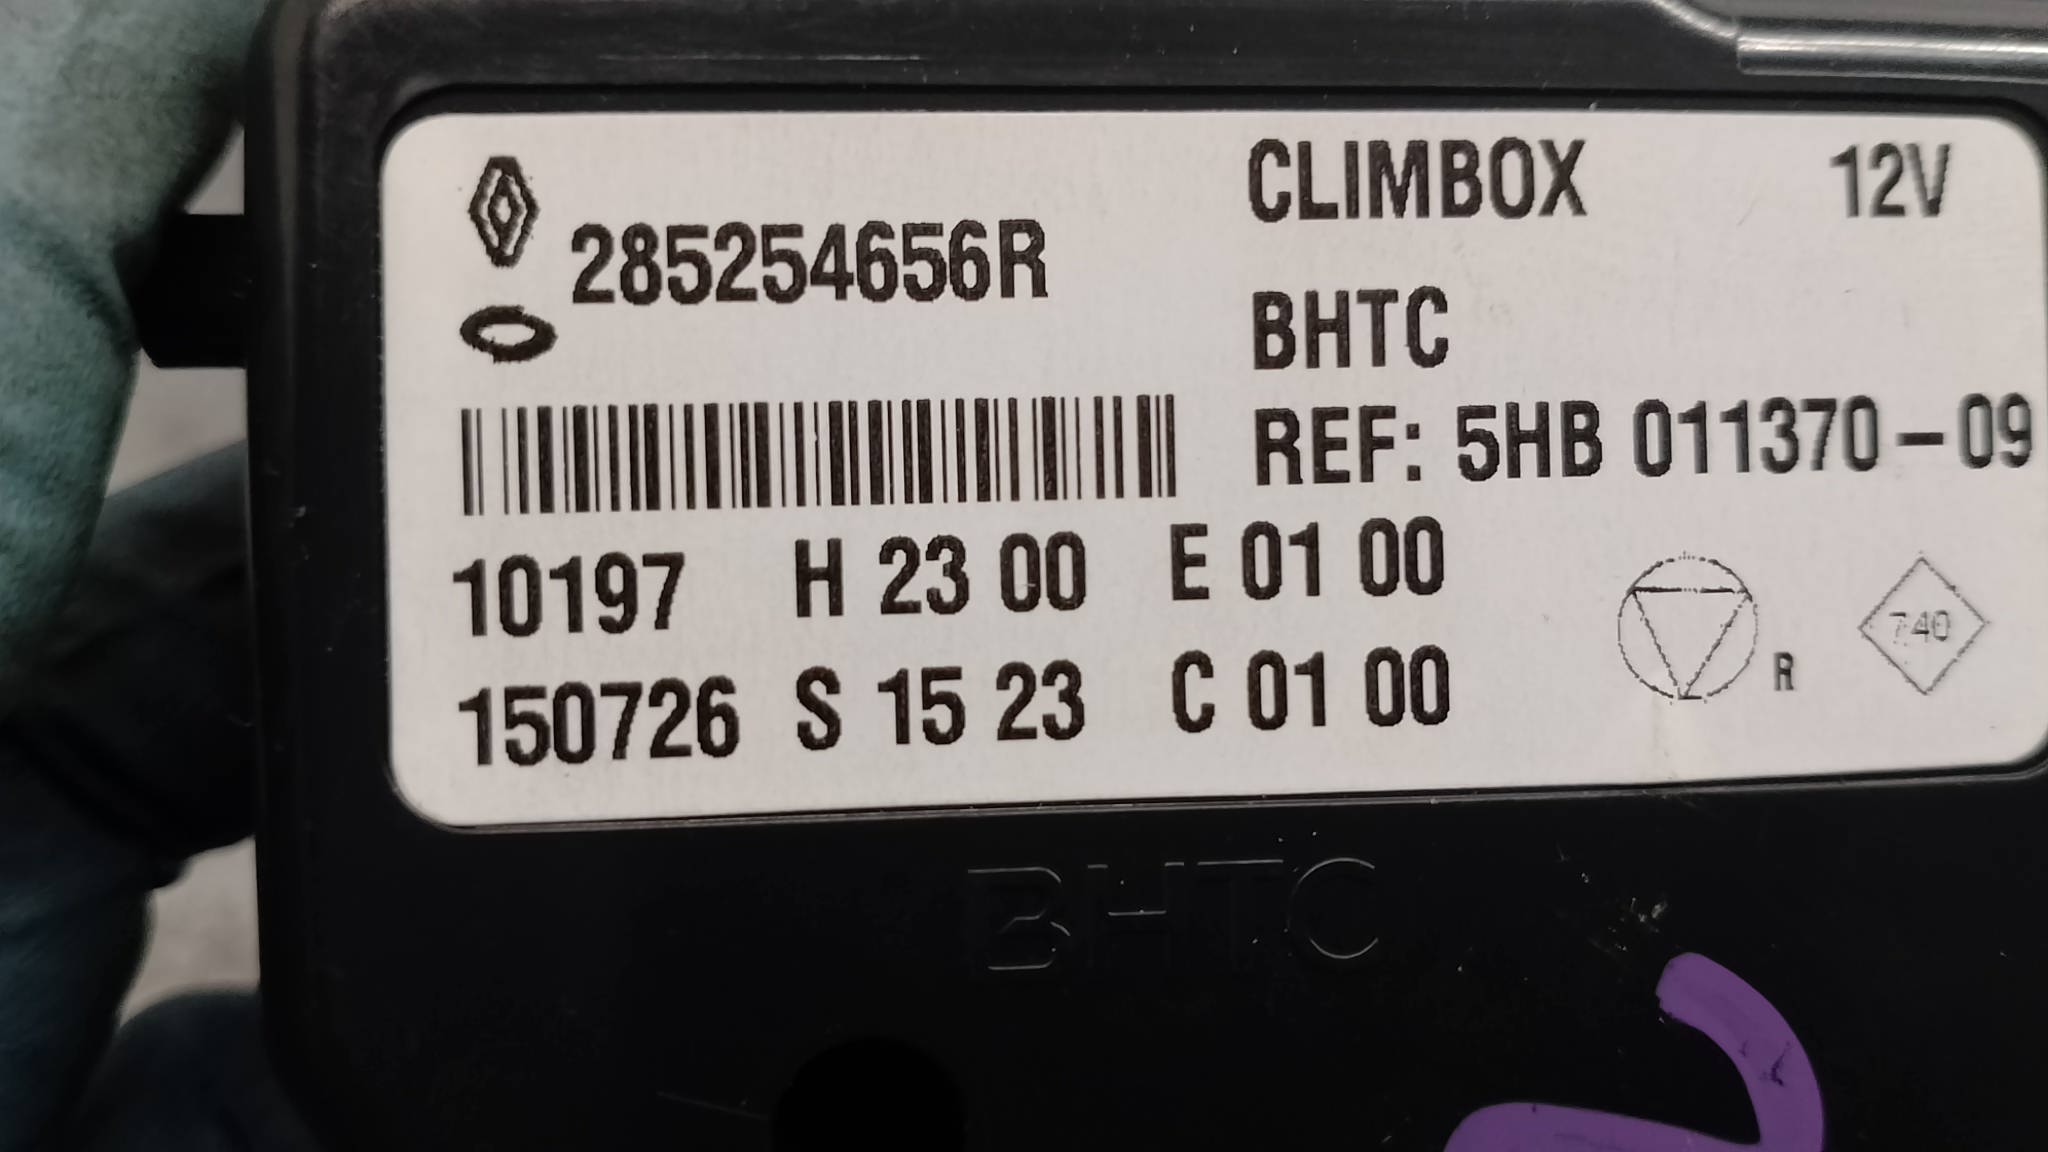 285254656R
CLIMBOX 12V
BHTC
REF: 5HB 011370-09
10197 H 23 00 E 01 00
150726 S 15 23 C 01 00
R
740
BHTC